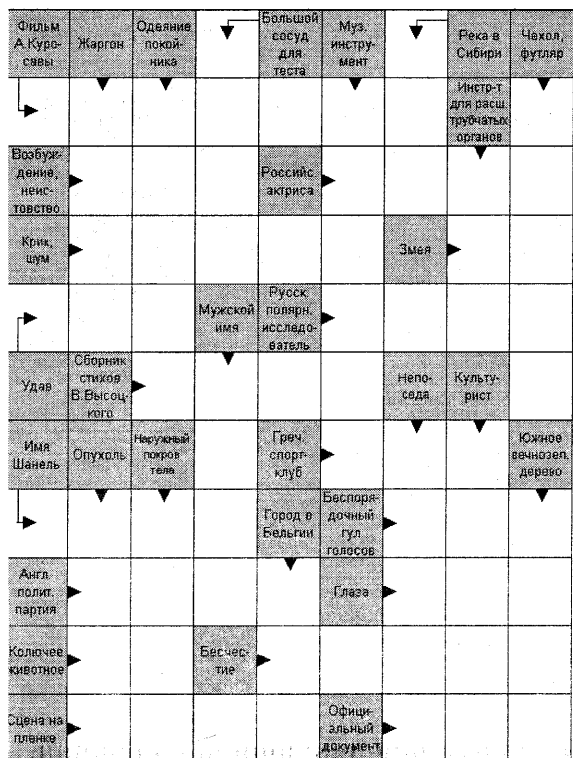 Фильм
А.Куро-
савы
Жаргон
Одеяние
покой-
ника
Большой
сосуд
для
теста
Муз.
инстру-
мент
Река в
Сибири
Чехол,
футляр
Инстр-т
для расш.
трубчатых
органов
Возбуж-
дение,
неис-
товство
Российс.
актриса
Крик,
шум
Змея
Мужской
имя
Русск.
полярн.
исследо-
ватель
Удав
Сборник
стихов
В.Высоц-
кого
Непо-
седа
Культу-
рист
Имя
Шанель
Опухоль
Наружный
покров
тела
Греч.
спорт-
клуб
Южное
вечнозел.
дерево
Город в
Бельгии
Беспоря-
дочный
гул
голосов
Англ.
полит.
партия
Глаза
Колючее
животное
Бесчес-
тие
Сцена на
пленке
Офици-
альный
документ